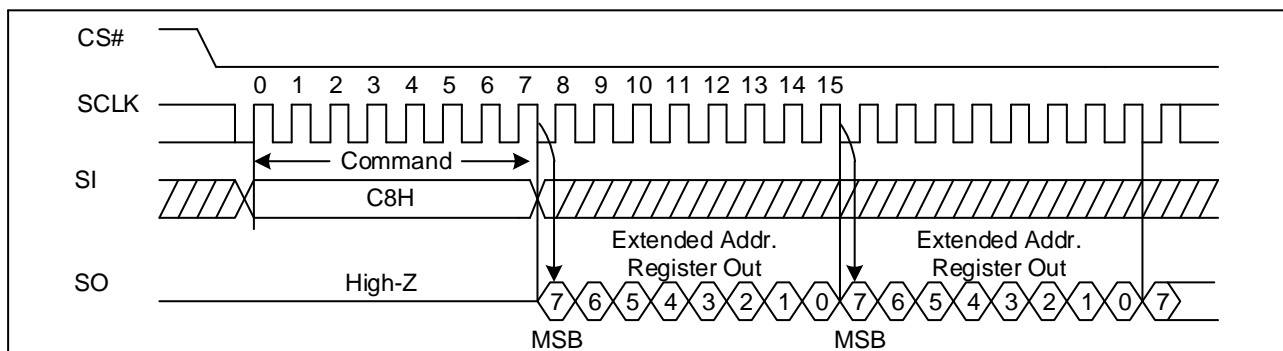 CS#
0 1 2 3 4 5 6 7 8 9 10 11 12 13 14 15
SCLK
Command
SI
C8H
Extended Addr. Extended Addr.
Register Out Register Out
SO
High-Z
7 6 5 4 3 2 1 0 7 6 5 4 3 2 1 0 7
MSB MSB